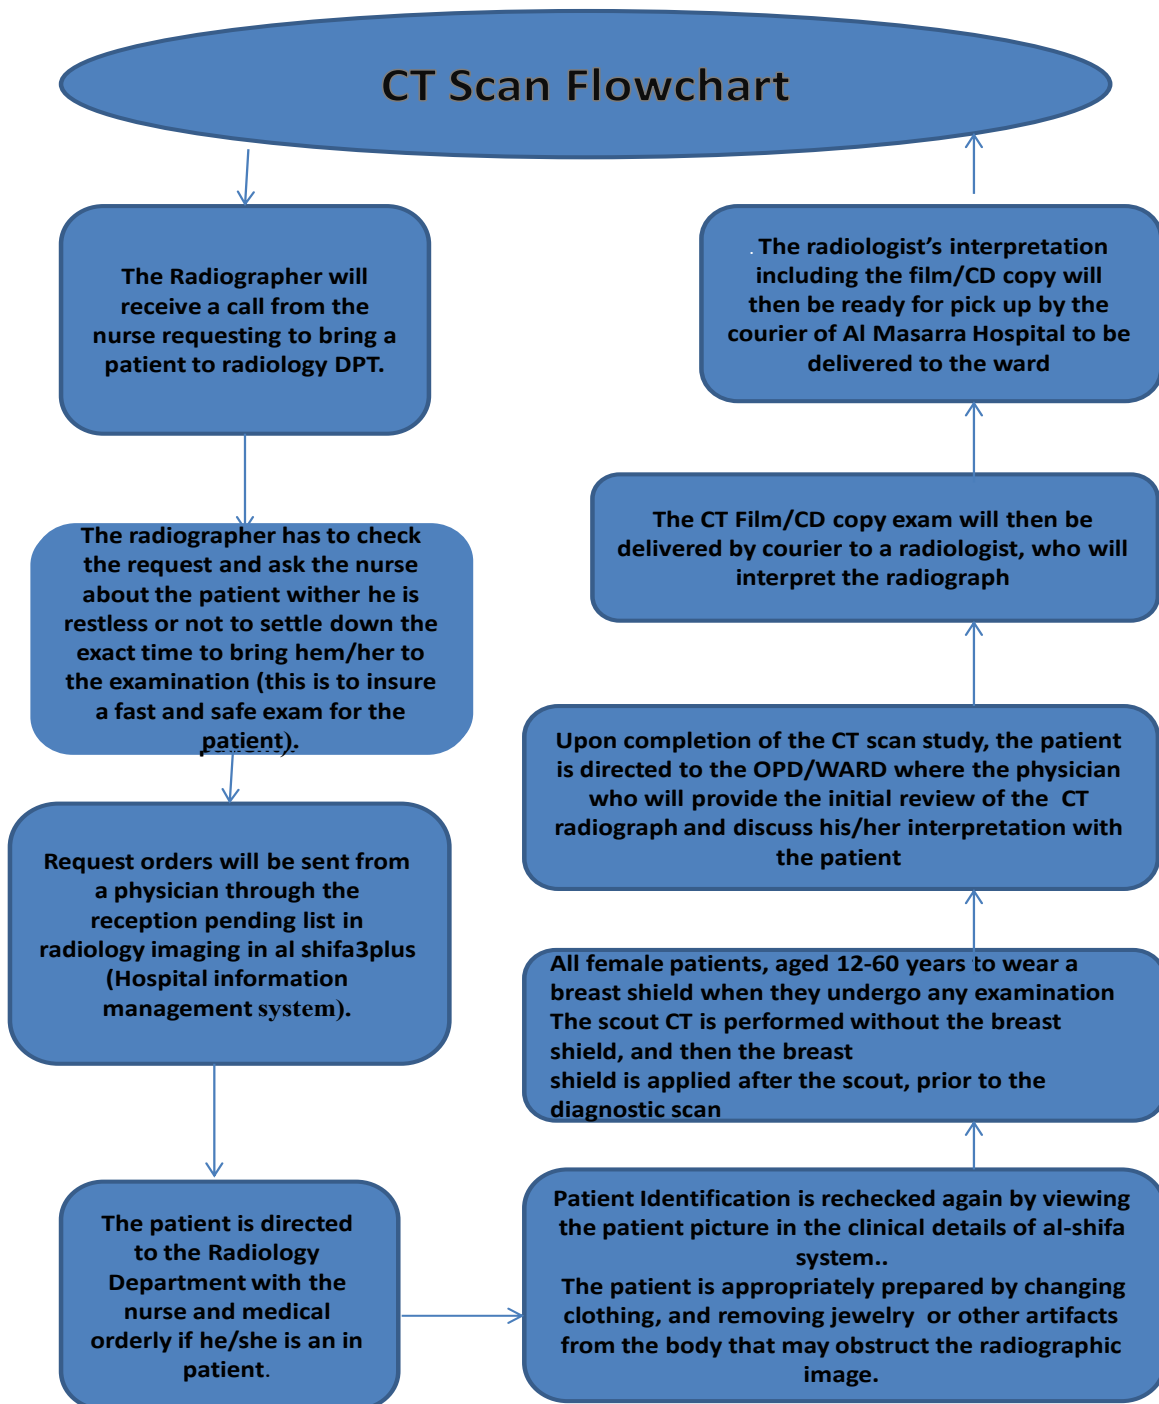 CT Scan Flowchart
The Radiographer will
receive a call from the
nurse requesting to bring a
patient to radiology DPT.
The radiographer has to check
the request and ask the nurse
about the patient wither he is
restless or not to settle down the
exact time to bring hem/her to
the examination (this is to insure
a fast and safe exam for the
patient).
Request orders will be sent from
a physician through the
reception pending list in
radiology imaging in al shifa3plus
(Hospital information
management system).
The patient is directed
to the Radiology
Department with the
nurse and medical
orderly if he/she is an in
patient.
Patient Identification is rechecked again by viewing
the patient picture in the clinical details of al-shifa
system..
The patient is appropriately prepared by changing
clothing, and removing jewelry or other artifacts
from the body that may obstruct the radiographic
image.
All female patients, aged 12-60 years to wear a
breast shield when they undergo any examination
The scout CT is performed without the breast
shield, and then the breast
shield is applied after the scout, prior to the
diagnostic scan
Upon completion of the CT scan study, the patient
is directed to the OPD/WARD where the physician
who will provide the initial review of the CT
radiograph and discuss his/her interpretation with
the patient
The CT Film/CD copy exam will then be
delivered by courier to a radiologist, who will
interpret the radiograph
. The radiologist’s interpretation
including the film/CD copy will
then be ready for pick up by the
courier of Al Masarra Hospital to be
delivered to the ward